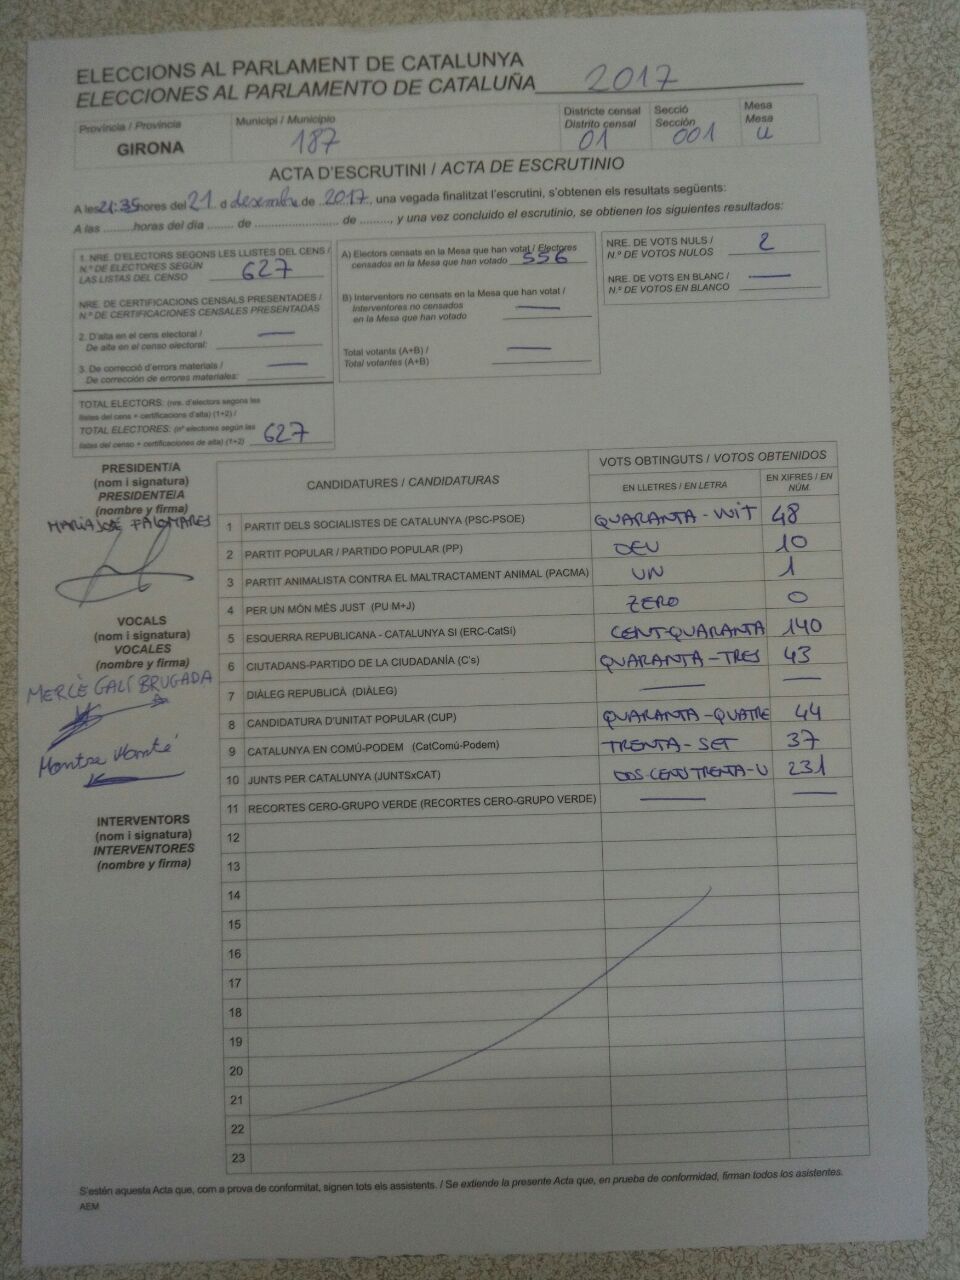 ELECCIONS AL PARLAMENT DE CATALUNYA
ELECCIONES AL PARLAMENTO DE CATALUÑA 2017
Província / Provincia
GIRONA
Municipi / Municipio
187
Districte censal
Distrito censal
01
Secció
Sección
001
Mesa
Mesa
U
ACTA D'ESCRUTINI / ACTA DE ESCRUTINIO
A les 21:35 hores del 21 d desembre de 2017, una vegada finalitzat l'escrutini, s'obtenen els resultats següents:
A las .........horas del día ........ de ......................... de ........., y una vez concluido el escrutinio, se obtienen los siguientes resultados:
1. NRE. D'ELECTORS SEGONS LES LLISTES DEL CENS /
N.º DE ELECTORES SEGÚN
LAS LISTAS DEL CENSO 627
NRE. DE CERTIFICACIONS CENSALS PRESENTADES /
N.º DE CERTIFICACIONES CENSALES PRESENTADAS
2. D'alta en el cens electoral /
De alta en el censo electoral: —
3. De correcció d'errors materials /
De corrección de errores materiales: —
TOTAL ELECTORS: (nre. d'electors segons les
llistes del cens + certificacions d'alta) (1+2) /
TOTAL ELECTORES: (nº electores según las
listas del censo + certificaciones de alta) (1+2) 627
A) Electors censats en la Mesa que han votat / Electores
censados en la Mesa que han votado 556
B) Interventors no censats en la Mesa que han votat /
Interventores no censados
en la Mesa que han votado —
Total votants (A+B) /
Total votantes (A+B) —
NRE. DE VOTS NULS /
N.º DE VOTOS NULOS 2
NRE. DE VOTS EN BLANC /
N.º DE VOTOS EN BLANCO —
PRESIDENT/A
(nom i signatura)
PRESIDENTE/A
(nombre y firma)
MARIA JOSÉ PALOMARES
VOCALS
(nom i signatura)
VOCALES
(nombre y firma)
MERCÈ GALÍ BRUGADA
Montse
INTERVENTORS
(nom i signatura)
INTERVENTORES
(nombre y firma)
CANDIDATURES / CANDIDATURAS
VOTS OBTINGUTS / VOTOS OBTENIDOS
EN LLETRES / EN LETRA
EN XIFRES / EN
NÚM.
1 PARTIT DELS SOCIALISTES DE CATALUNYA (PSC-PSOE) QUARANTA-VUIT 48
2 PARTIT POPULAR / PARTIDO POPULAR (PP) DEU 10
3 PARTIT ANIMALISTA CONTRA EL MALTRACTAMENT ANIMAL (PACMA) UN 1
4 PER UN MÓN MÉS JUST (PU M+J) ZERO 0
5 ESQUERRA REPUBLICANA - CATALUNYA SI (ERC-CatSí) CENT-QUARANTA 140
6 CIUTADANS-PARTIDO DE LA CIUDADANÍA (C's) QUARANTA-TRES 43
7 DIÀLEG REPUBLICÀ (DIÀLEG) — —
8 CANDIDATURA D'UNITAT POPULAR (CUP) QUARANTA-QUATRE 44
9 CATALUNYA EN COMÚ-PODEM (CatComú-Podem) TRENTA-SET 37
10 JUNTS PER CATALUNYA (JUNTSxCAT) DOS-CENTS TRENTA-U 231
11 RECORTES CERO-GRUPO VERDE (RECORTES CERO-GRUPO VERDE) — —
12
13
14
15
16
17
18
19
20
21
22
23
S'estén aquesta Acta que, com a prova de conformitat, signen tots els assistents. / Se extiende la presente Acta que, en prueba de conformidad, firman todos los asistentes.
AEM